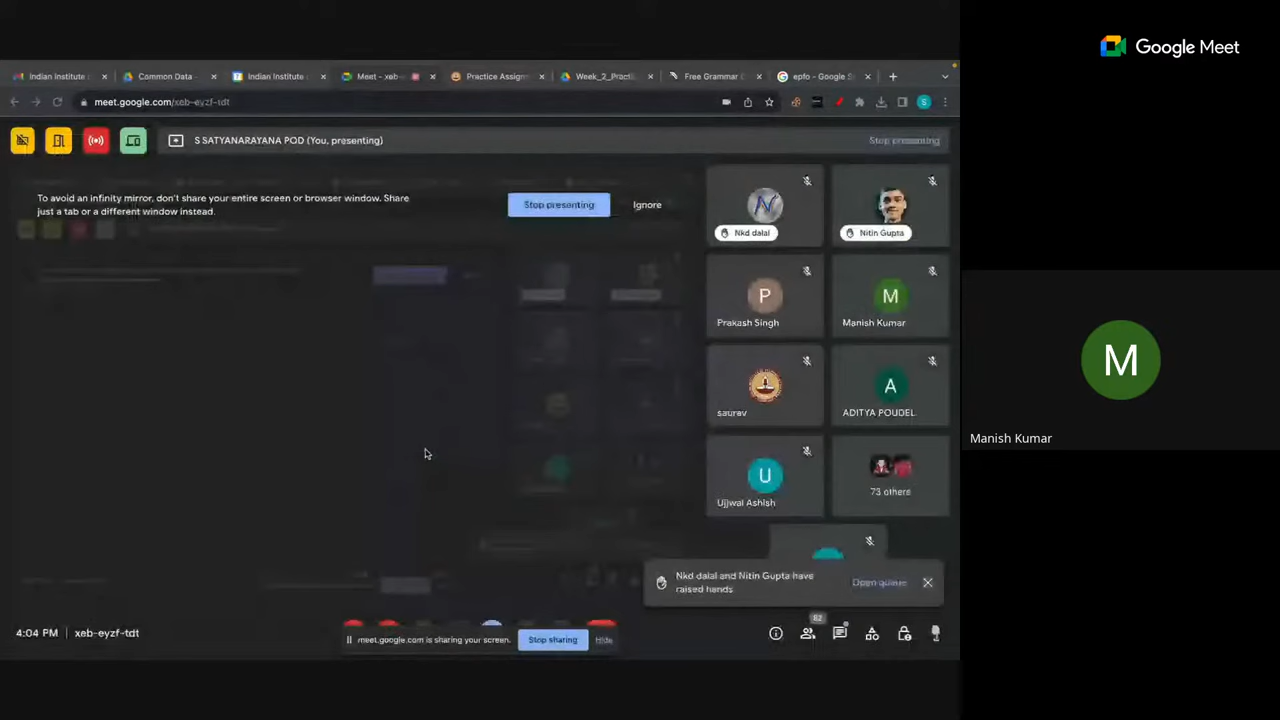 Google Meet
Indian Institute
Common Data -
Indian Institute
Meet - xeb-
Practice Assignm
Week_2_Practi
Free Grammar C
epfo - Google S
meet.google.com/xeb-eyzf-tdt
S SATYANARAYANA POD (You, presenting)
Stop presenting
To avoid an infinity mirror, don't share your entire screen or browser window. Share
just a tab or a different window instead.
Stop presenting
Ignore
Nkd dalal
Nitin Gupta
P
Prakash Singh
M
Manish Kumar
saurav
A
ADITYA POUDEL
U
Ujjwal Ashish
73 others
M
Manish Kumar
Nkd dalal and Nitin Gupta have
raised hands
Open queue
4:04 PM | xeb-eyzf-tdt
meet.google.com is sharing your screen.
Stop sharing
Hide
82